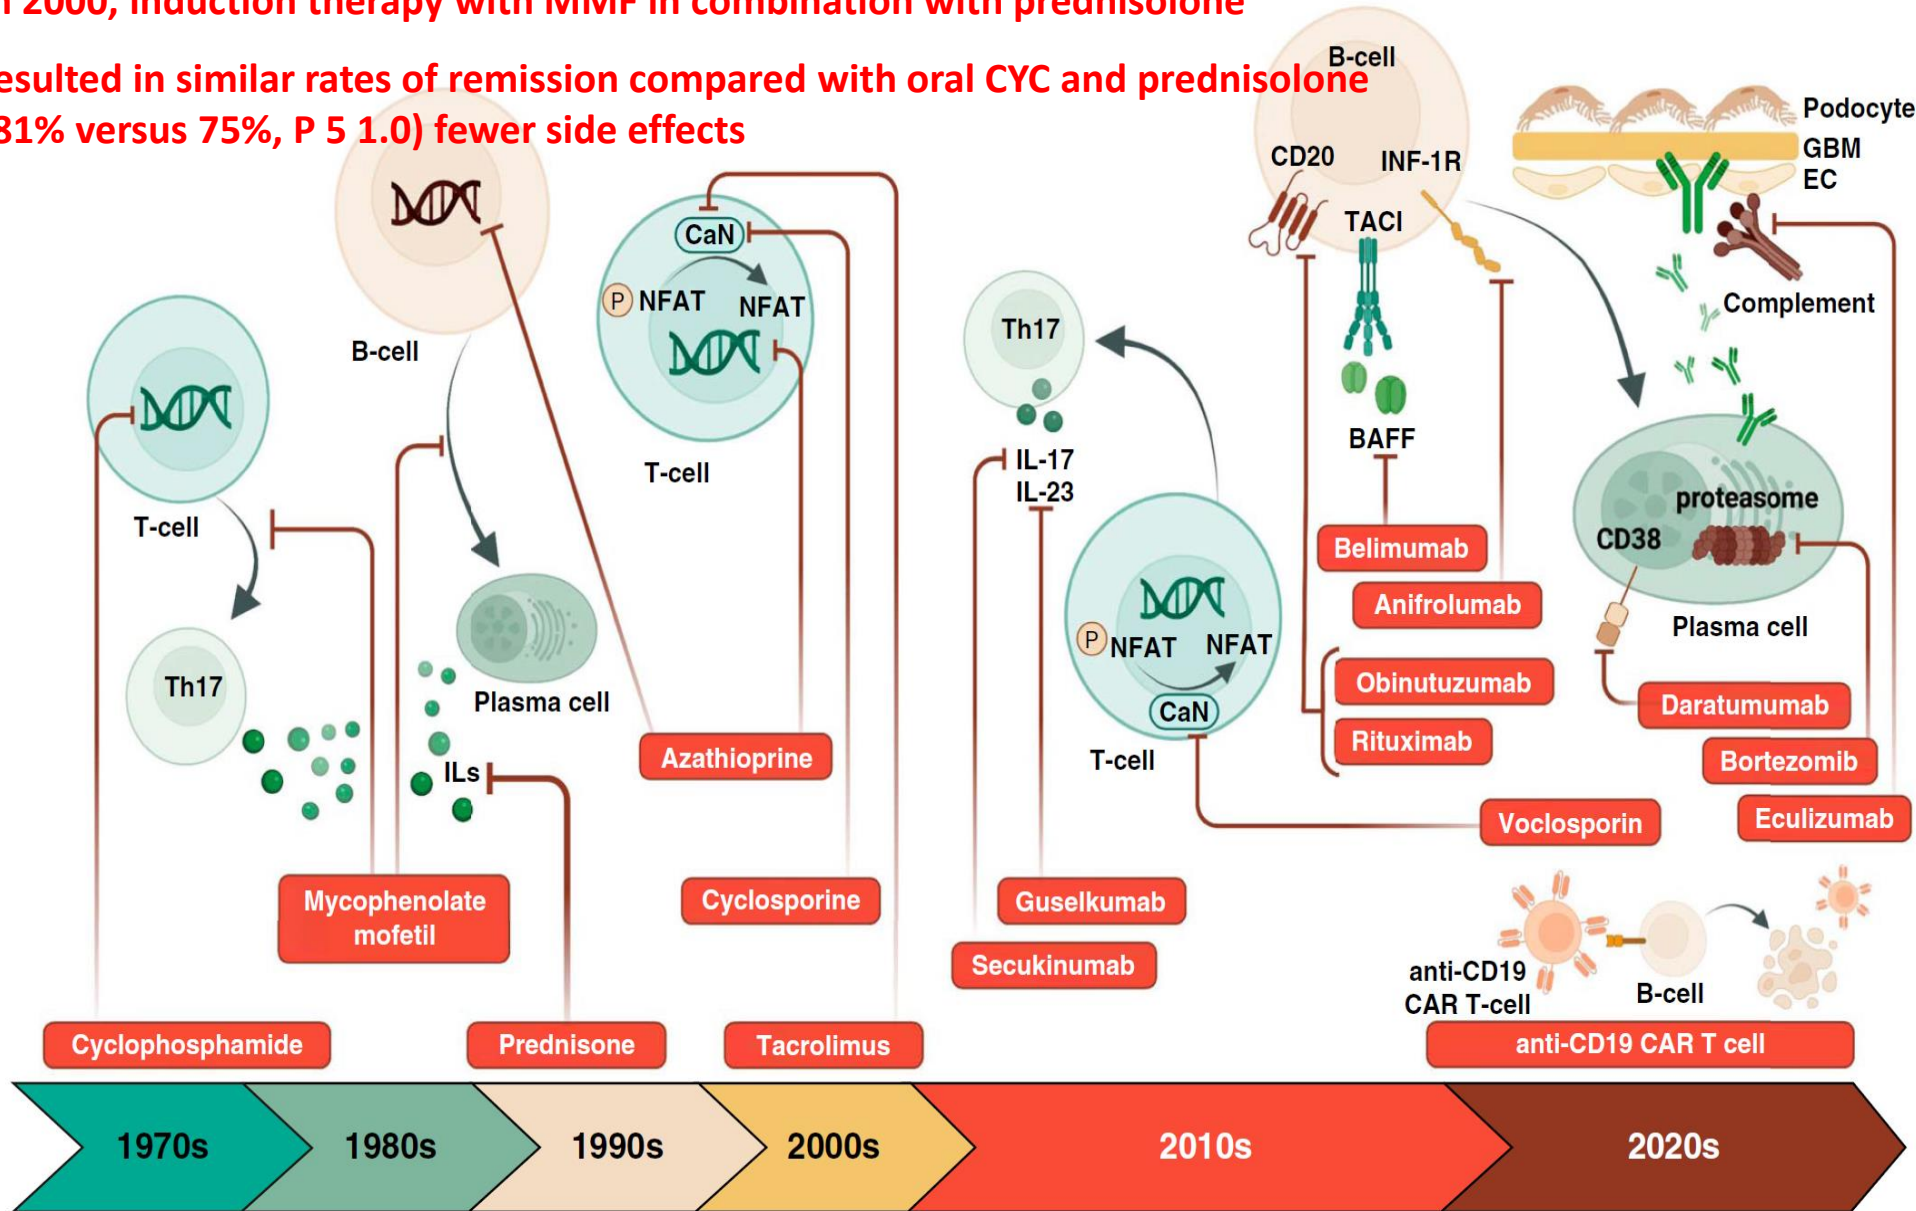 n 2000, induction therapy with MMF in combination with prednisolone
esulted in similar rates of remission compared with oral CYC and prednisolone
81% versus 75%, P 5 1.0) fewer side effects
T-cell
Th17
B-cell
Plasma cell
ILs
CaN
P NFAT NFAT
T-cell
Azathioprine
Mycophenolate
mofetil
Cyclosporine
Cyclophosphamide
Prednisone
Tacrolimus
Th17
IL-17
IL-23
P NFAT NFAT
CaN
T-cell
Guselkumab
Secukinumab
B-cell
CD20
INF-1R
TACI
BAFF
Belimumab
Anifrolumab
Obinutuzumab
Rituximab
Voclosporin
Podocyte
GBM
EC
Complement
proteasome
CD38
Plasma cell
Daratumumab
Bortezomib
Eculizumab
anti-CD19
CAR T-cell
B-cell
anti-CD19 CAR T cell
1970s
1980s
1990s
2000s
2010s
2020s